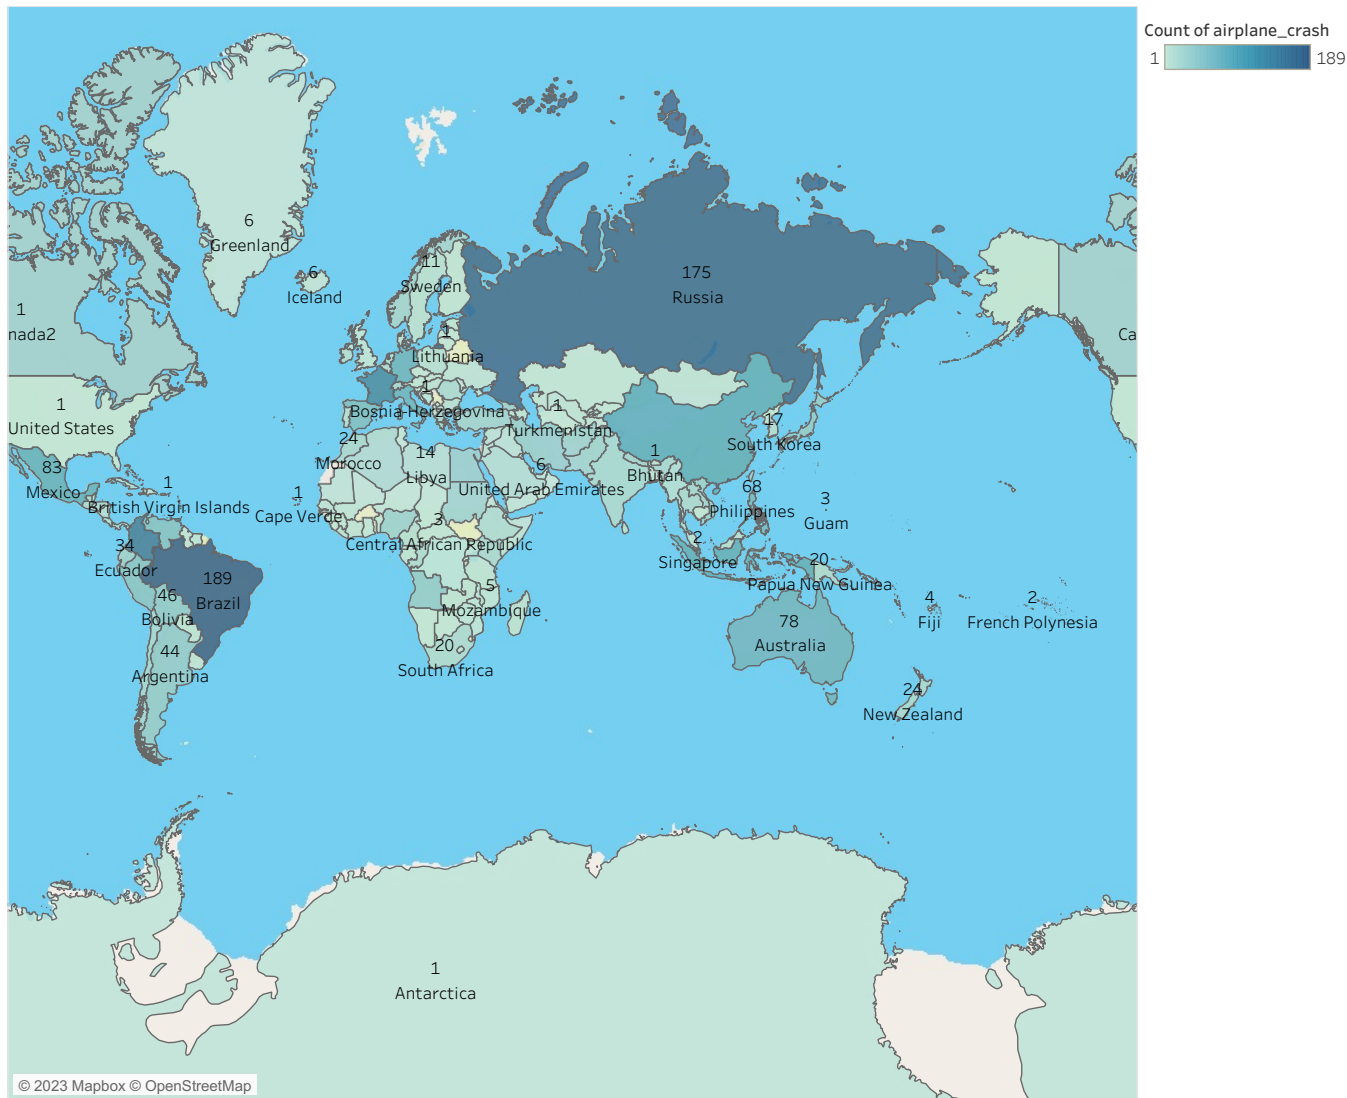 Count of airplane_crash
1
189
6
Greenland
6
Iceland
11
Sweden
175
Russia
1
nada2
Ca
1
Lithuania
1
United States
1
Bosnia-Herzegovina
1
Turkmenistan
17
South Korea
24
Morocco
14
Libya
6
United Arab Emirates
1
Bhutan
83
Mexico
1
British Virgin Islands
1
Cape Verde
68
Philippines
3
Guam
3
Central African Republic
34
Ecuador
2
Singapore
20
Papua New Guinea
189
Brazil
46
Bolivia
5
Mozambique
4
Fiji
2
French Polynesia
78
Australia
44
Argentina
20
South Africa
24
New Zealand
1
Antarctica
© 2023 Mapbox © OpenStreetMap